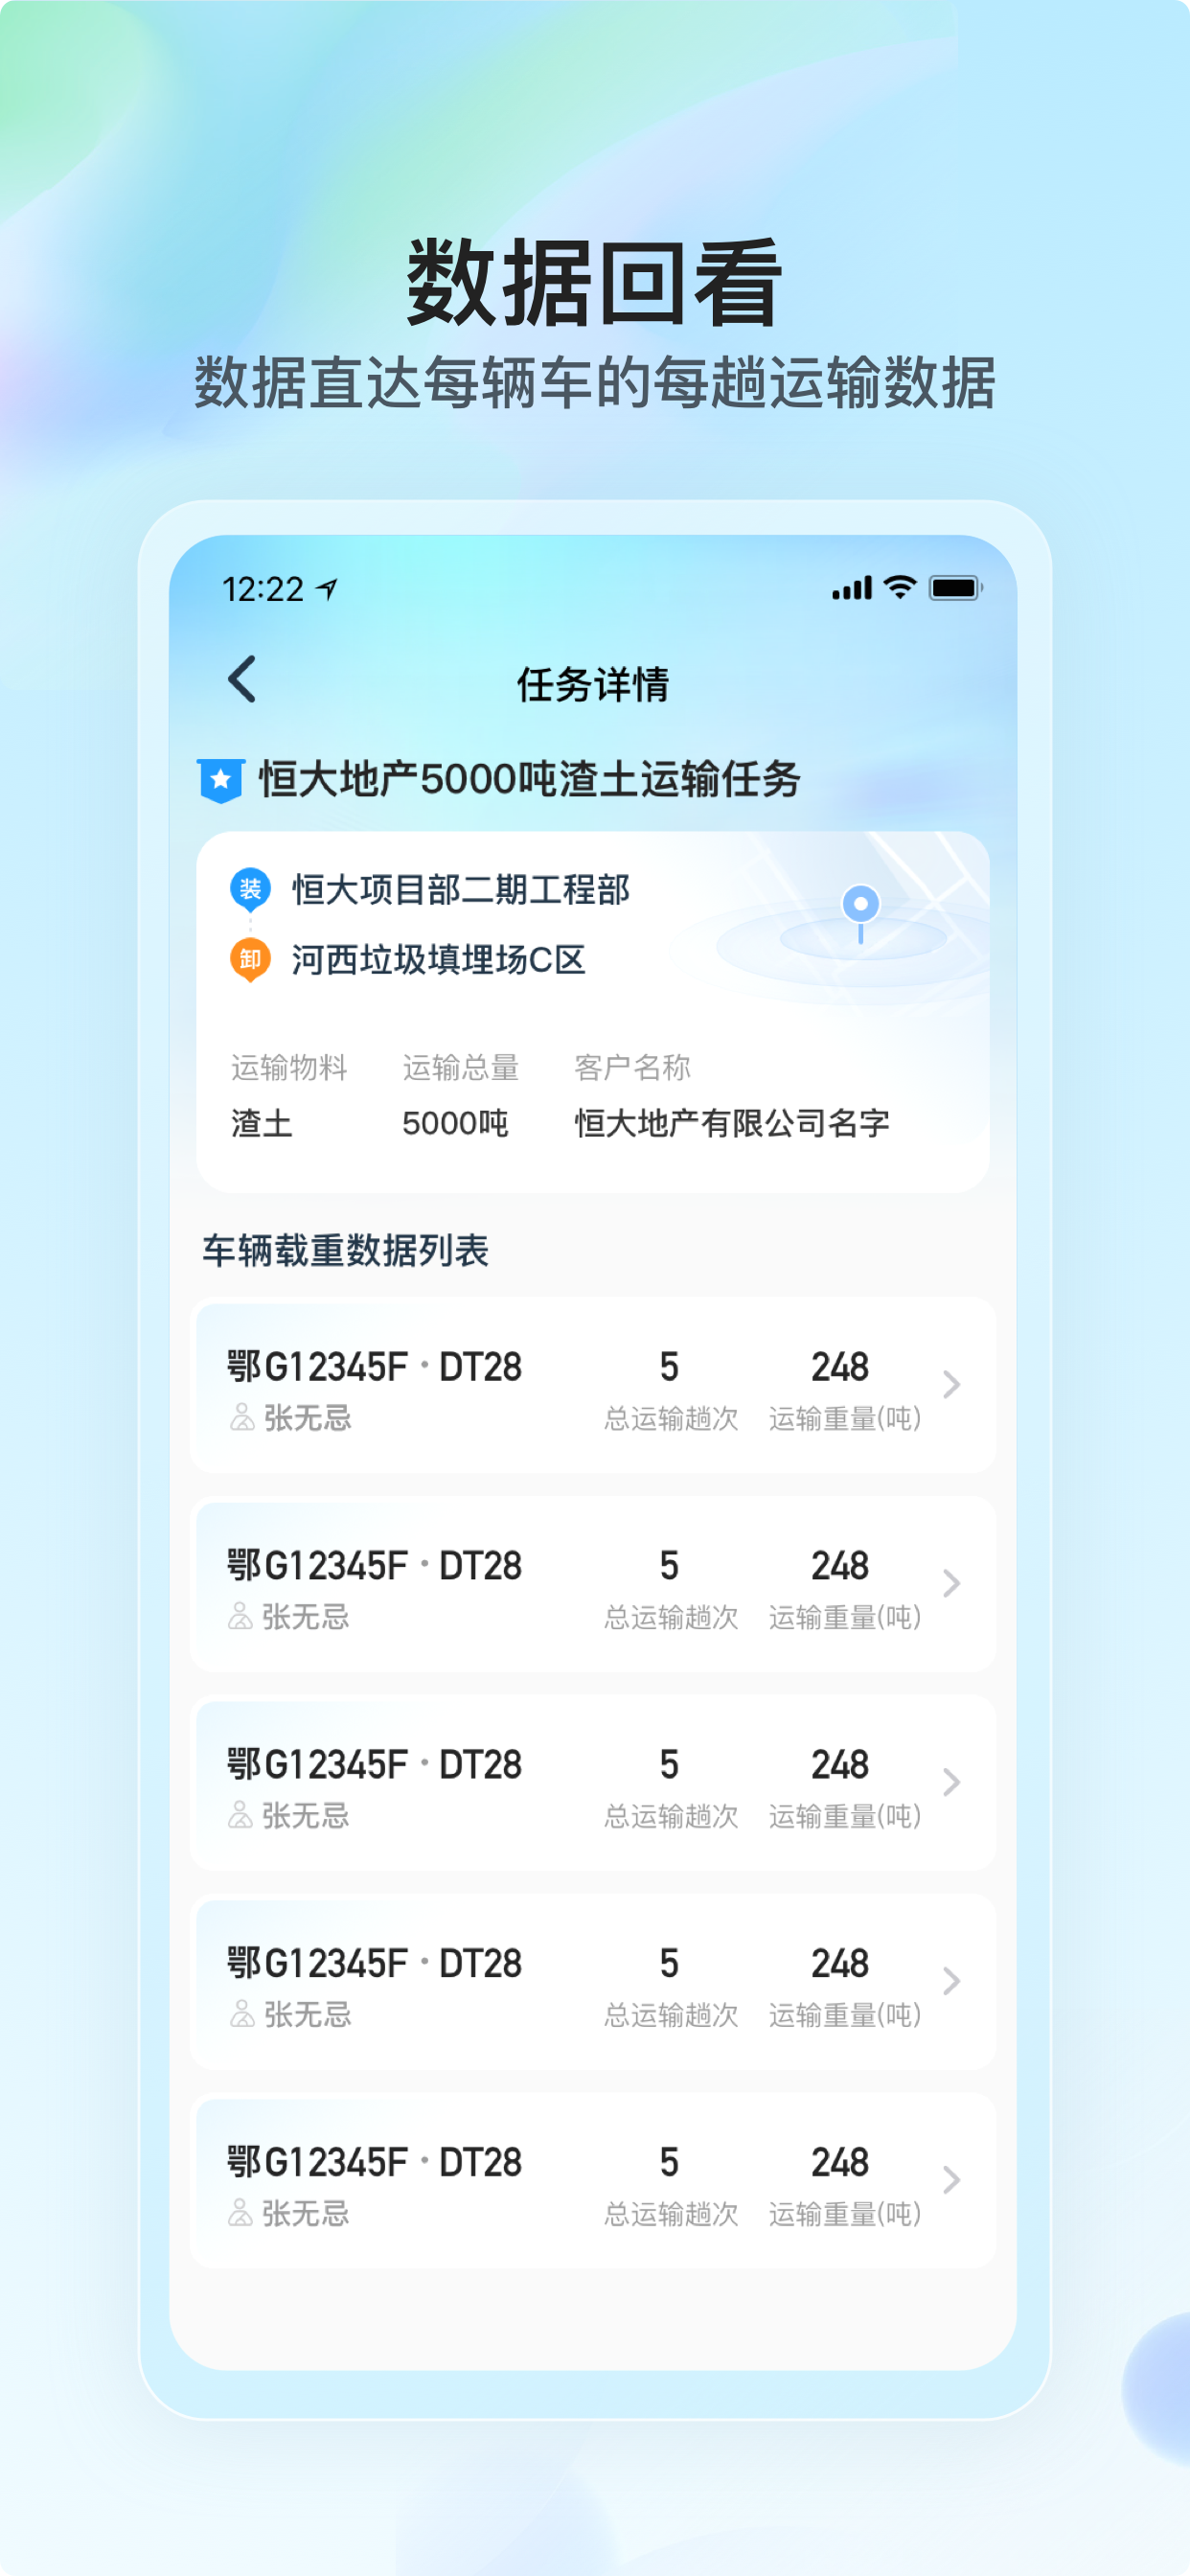 数据回看
数据直达每辆车的每趟运输数据
12:22
任务详情
恒大地产5000吨渣土运输任务
装 恒大项目部二期工程部
卸 河西垃圾填埋场C区
运输物料 运输总量 客户名称
渣土 5000吨 恒大地产有限公司名字
车辆载重数据列表
鄂G12345F·DT28 5 248
张无忌 总运输趟次 运输重量(吨)
鄂G12345F·DT28 5 248
张无忌 总运输趟次 运输重量(吨)
鄂G12345F·DT28 5 248
张无忌 总运输趟次 运输重量(吨)
鄂G12345F·DT28 5 248
张无忌 总运输趟次 运输重量(吨)
鄂G12345F·DT28 5 248
张无忌 总运输趟次 运输重量(吨)